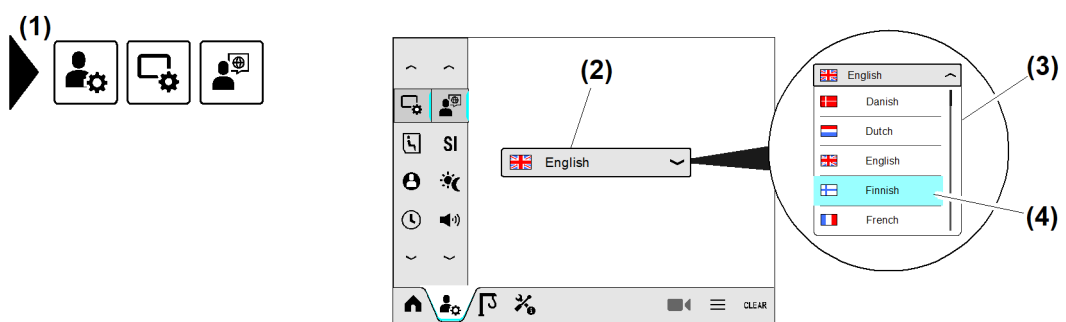 (1)
(2)
(3)
(4)
SI
English
English
Danish
Dutch
English
Finnish
French
CLEAR